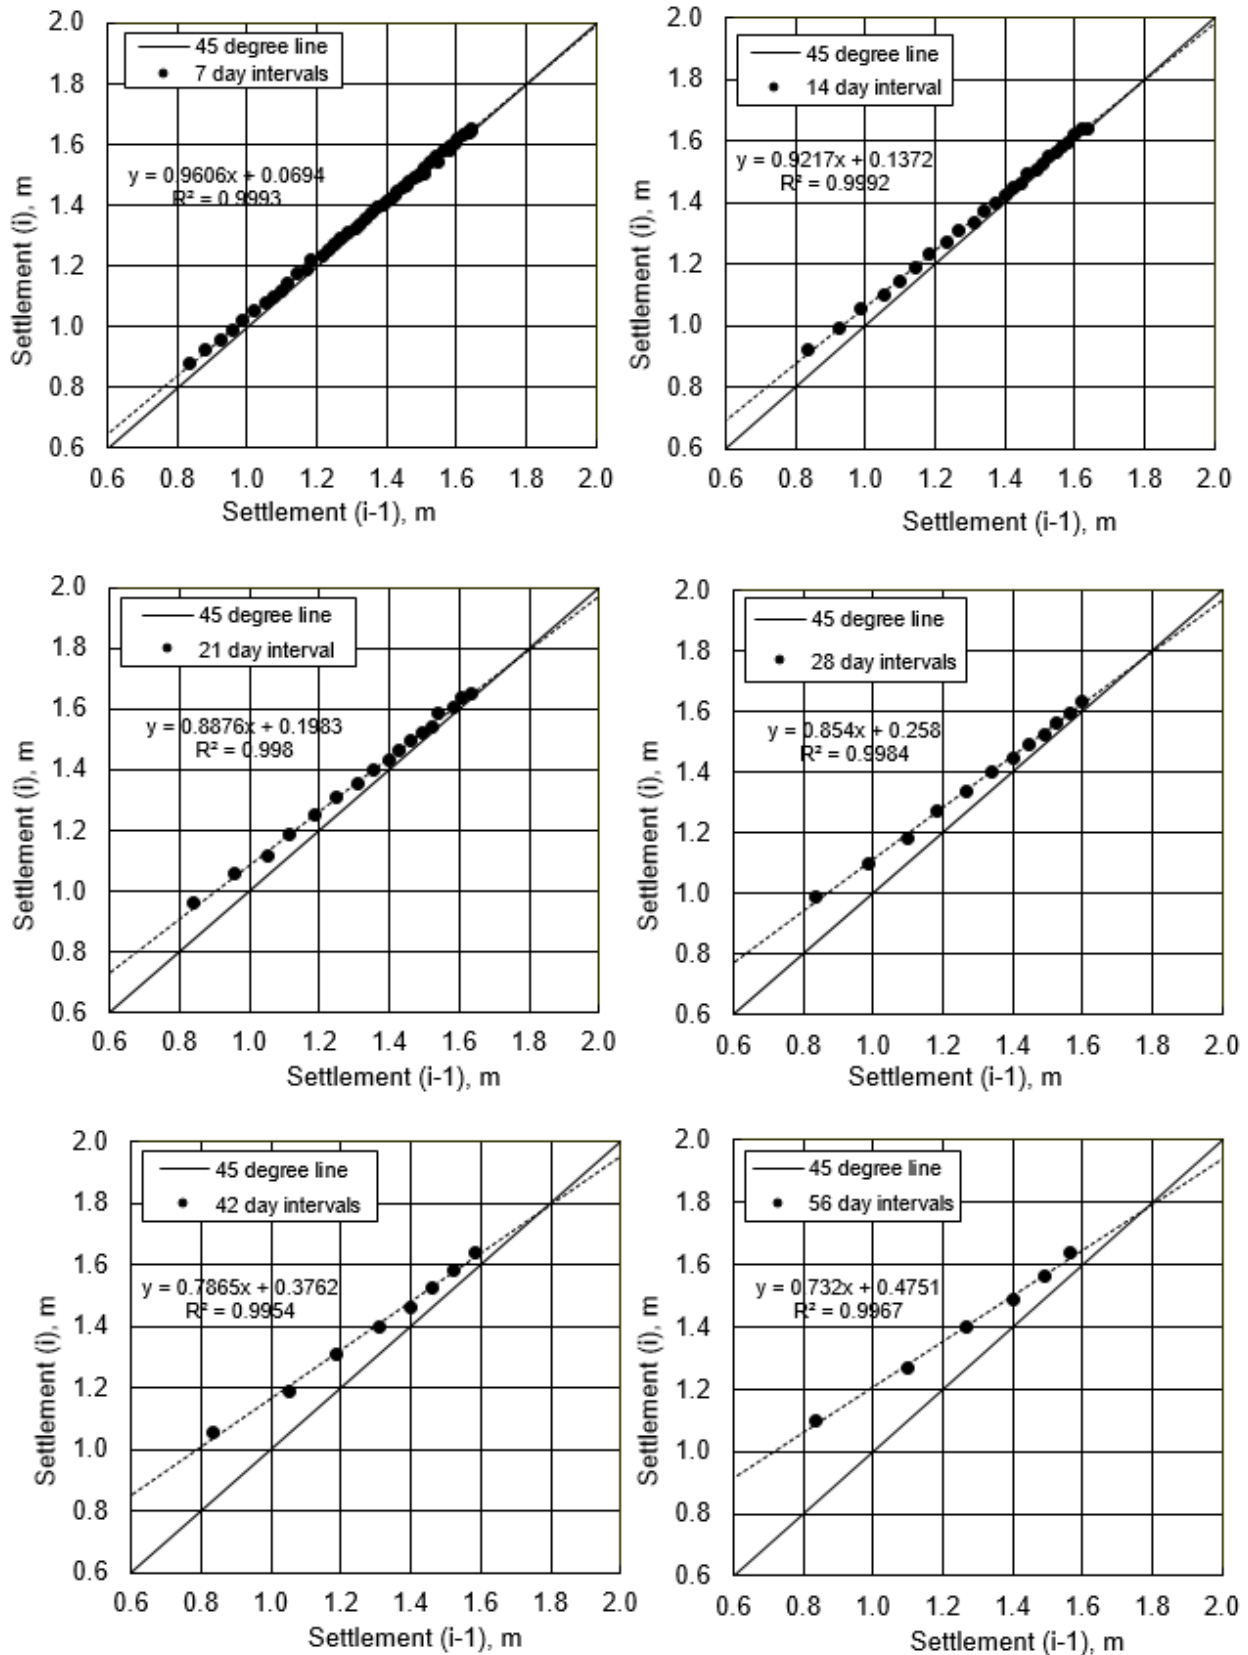 2.0
1.8
1.6
1.4
1.2
1.0
0.8
0.6
45 degree line
7 day intervals
y = 0.9606x + 0.0694
R² = 0.9993
Settlement (i), m
0.6 0.8 1.0 1.2 1.4 1.6 1.8 2.0
Settlement (i-1), m
2.0
1.8
1.6
1.4
1.2
1.0
0.8
0.6
45 degree line
14 day interval
y = 0.9217x + 0.1372
R² = 0.9992
Settlement (i), m
0.6 0.8 1.0 1.2 1.4 1.6 1.8 2.0
Settlement (i-1), m
2.0
1.8
1.6
1.4
1.2
1.0
0.8
0.6
45 degree line
21 day interval
y = 0.8876x + 0.1983
R² = 0.998
Settlement (i), m
0.6 0.8 1.0 1.2 1.4 1.6 1.8 2.0
Settlement (i-1), m
2.0
1.8
1.6
1.4
1.2
1.0
0.8
0.6
45 degree line
28 day intervals
y = 0.854x + 0.258
R² = 0.9984
Settlement (i), m
0.6 0.8 1.0 1.2 1.4 1.6 1.8 2.0
Settlement (i-1), m
2.0
1.8
1.6
1.4
1.2
1.0
0.8
0.6
45 degree line
42 day intervals
y = 0.7865x + 0.3762
R² = 0.9954
Settlement (i), m
0.6 0.8 1.0 1.2 1.4 1.6 1.8 2.0
Settlement (i-1), m
2.0
1.8
1.6
1.4
1.2
1.0
0.8
0.6
45 degree line
56 day intervals
y = 0.732x + 0.4751
R² = 0.9967
Settlement (i), m
0.6 0.8 1.0 1.2 1.4 1.6 1.8 2.0
Settlement (i-1), m